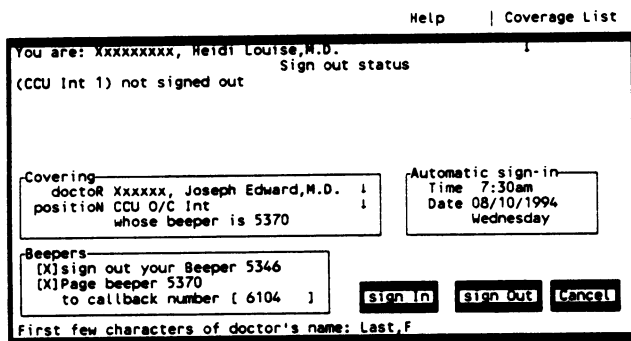 Help | Coverage List
You are: Xxxxxxxxx, Heidi Louise,M.D. ↓
Sign out status
(CCU Int 1) not signed out
Covering
doctoR Xxxxxx, Joseph Edward,M.D. ↓
positioN CCU O/C Int ↓
whose beeper is 5370
Automatic sign-in
Time 7:30am
Date 08/10/1994
Wednesday
Beepers
[X]sign out your Beeper 5346
[X]Page beeper 5370
to callback number [ 6104 ]
sign In sign Out Cancel
First few characters of doctor's name: Last,F